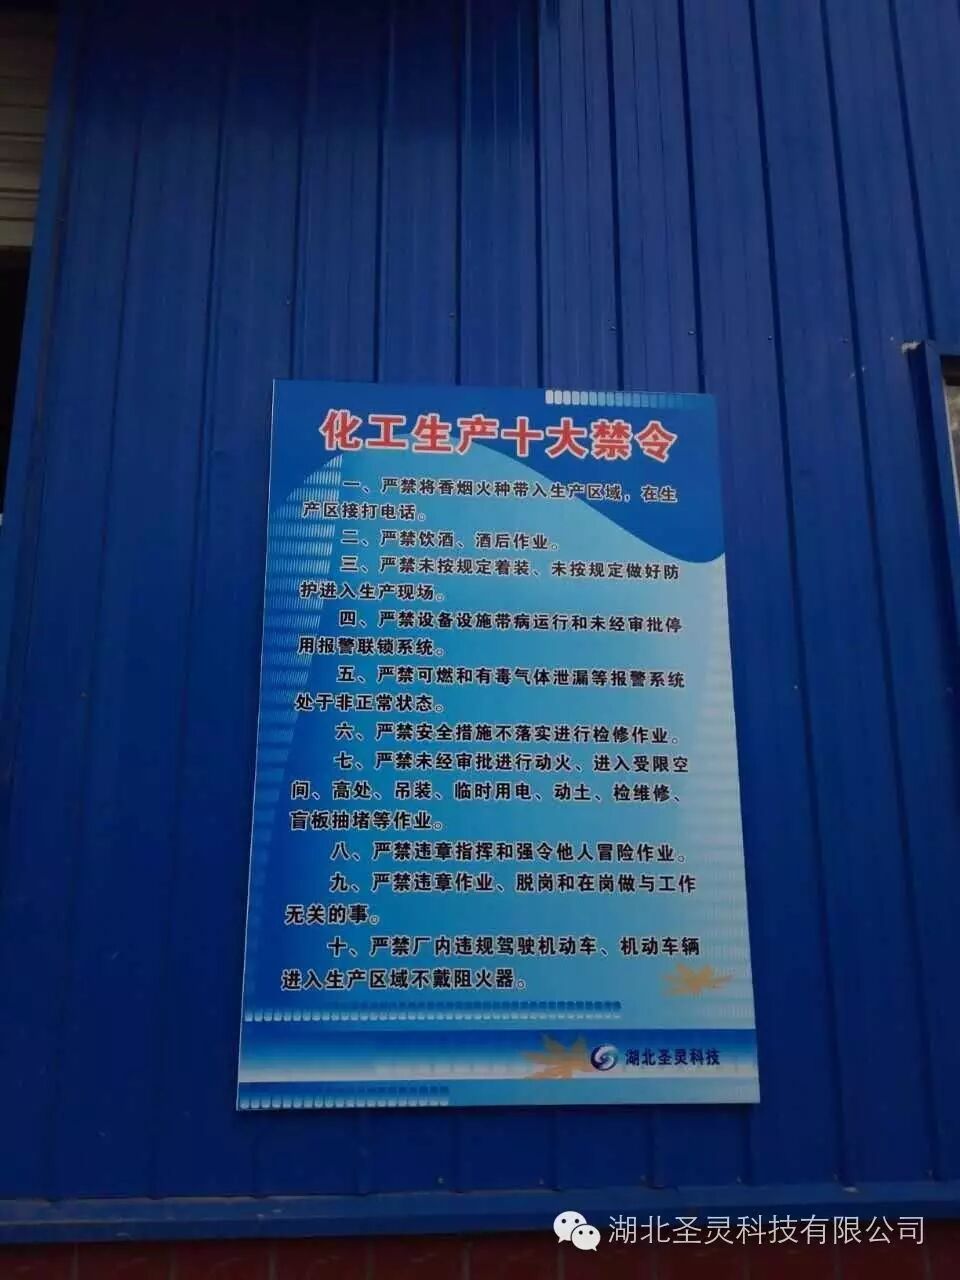 化工生产十大禁令
一、严禁将香烟火种带入生产区域，在生
产区接打电话。
二、严禁饮酒、酒后作业。
三、严禁未按规定着装、未按规定做好防
护进入生产现场。
四、严禁设备设施带病运行和未经审批停
用报警联锁系统。
五、严禁可燃和有毒气体泄漏等报警系统
处于非正常状态。
六、严禁安全措施不落实进行检修作业。
七、严禁未经审批进行动火、进入受限空
间、高处、吊装、临时用电、动土、检维修、
盲板抽堵等作业。
八、严禁违章指挥和强令他人冒险作业。
九、严禁违章作业、脱岗和在岗做与工作
无关的事。
十、严禁厂内违规驾驶机动车、机动车辆
进入生产区域不戴阻火器。
湖北圣灵科技
湖北圣灵科技有限公司